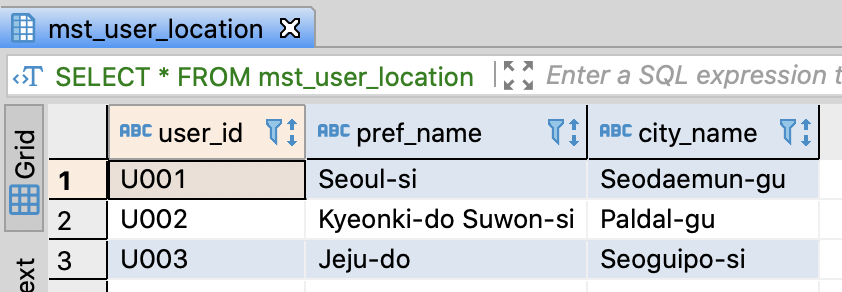 mst_user_location
SELECT * FROM mst_user_location Enter a SQL expression t
Grid
ABC user_id ABC pref_name ABC city_name
1 U001 Seoul-si Seodaemun-gu
2 U002 Kyeonki-do Suwon-si Paldal-gu
3 U003 Jeju-do Seoguipo-si
ext